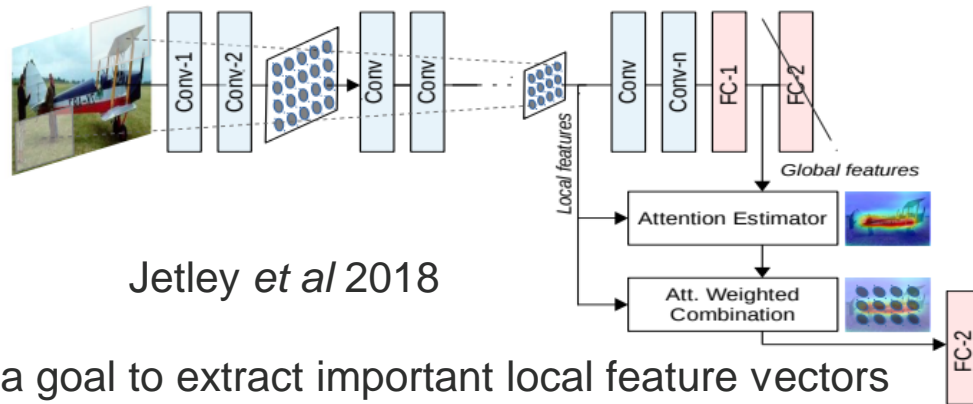 Conv-1
Conv-2
Conv
Conv
Conv
Conv-n
FC-1
FC-2
Local features
Global features
Attention Estimator
Att. Weighted
Combination
FC-2
Jetley et al 2018
a goal to extract important local feature vectors